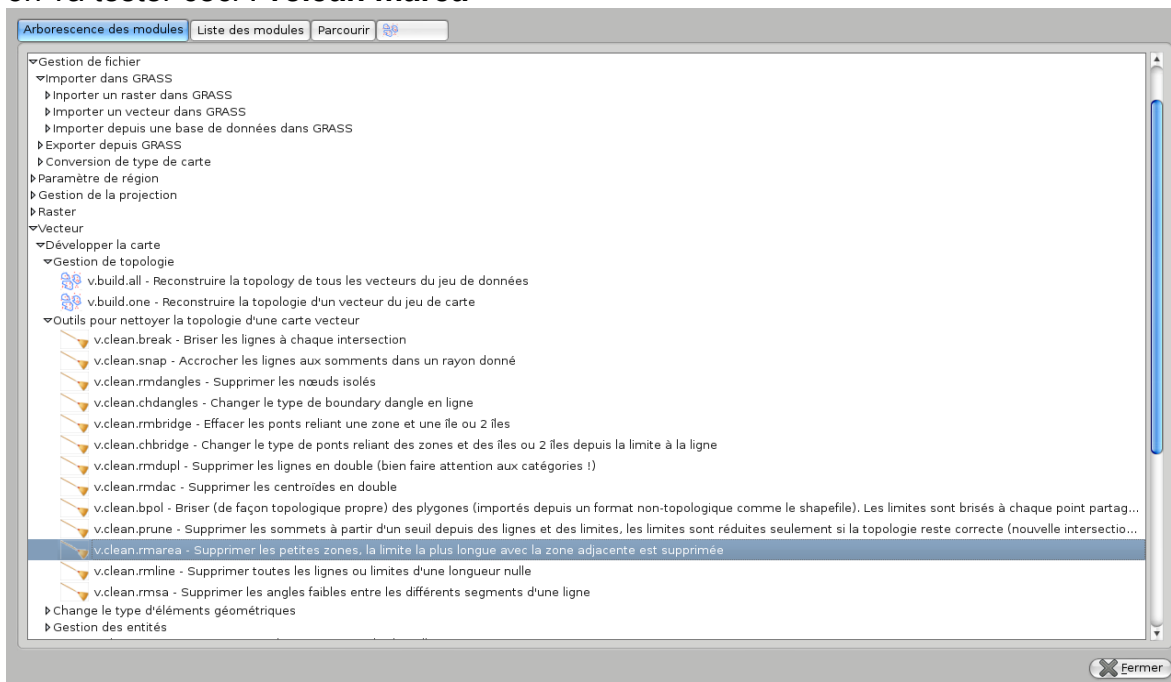 Arborescence des modules Liste des modules Parcourir
▿Gestion de fichier
▿Importer dans GRASS
▷Inporter un raster dans GRASS
▷Importer un vecteur dans GRASS
▷Importer depuis une base de données dans GRASS
▷Exporter depuis GRASS
▷Conversion de type de carte
▷Paramètre de région
▷Gestion de la projection
▷Raster
▿Vecteur
▿Développer la carte
▿Gestion de topologie
v.build.all - Reconstruire la topology de tous les vecteurs du jeu de données
v.build.one - Reconstruire la topologie d'un vecteur du jeu de carte
▿Outils pour nettoyer la topologie d'une carte vecteur
v.clean.break - Briser les lignes à chaque intersection
v.clean.snap - Accrocher les lignes aux somments dans un rayon donné
v.clean.rmdangles - Supprimer les nœuds isolés
v.clean.chdangles - Changer le type de boundary dangle en ligne
v.clean.rmbridge - Effacer les ponts reliant une zone et une île ou 2 îles
v.clean.chbridge - Changer le type de ponts reliant des zones et des îles ou 2 îles depuis la limite à la ligne
v.clean.rmdupl - Supprimer les lignes en double (bien faire attention aux catégories !)
v.clean.rmdac - Supprimer les centroïdes en double
v.clean.bpol - Briser (de façon topologique propre) des plygones (importés depuis un format non-topologique comme le shapefile). Les limites sont brisés à chaque point partag...
v.clean.prune - Supprimer les sommets à partir d'un seuil depuis des lignes et des limites, les limites sont réduites seulement si la topologie reste correcte (nouvelle intersectio...
v.clean.rmarea - Supprimer les petites zones, la limite la plus longue avec la zone adjacente est supprimée
v.clean.rmline - Supprimer toutes les lignes ou limites d'une longueur nulle
v.clean.rmsa - Supprimer les angles faibles entre les différents segments d'une ligne
▷Change le type d'éléments géométriques
▷Gestion des entités
Fermer